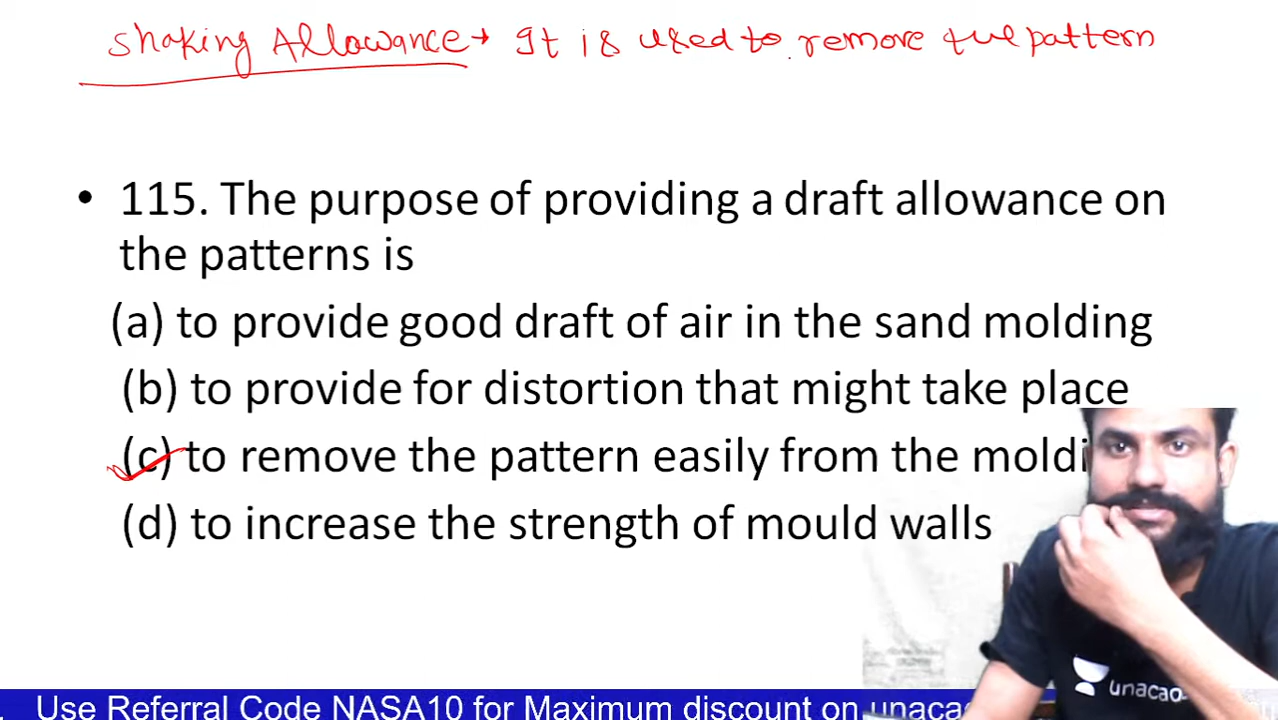 Shaking Allowance → It is used to remove the pattern
• 115. The purpose of providing a draft allowance on
the patterns is
(a) to provide good draft of air in the sand molding
(b) to provide for distortion that might take place
(c) to remove the pattern easily from the moldi
(d) to increase the strength of mould walls
unacad
. Use Referral Code NASA10 for Maximum discount on unaca